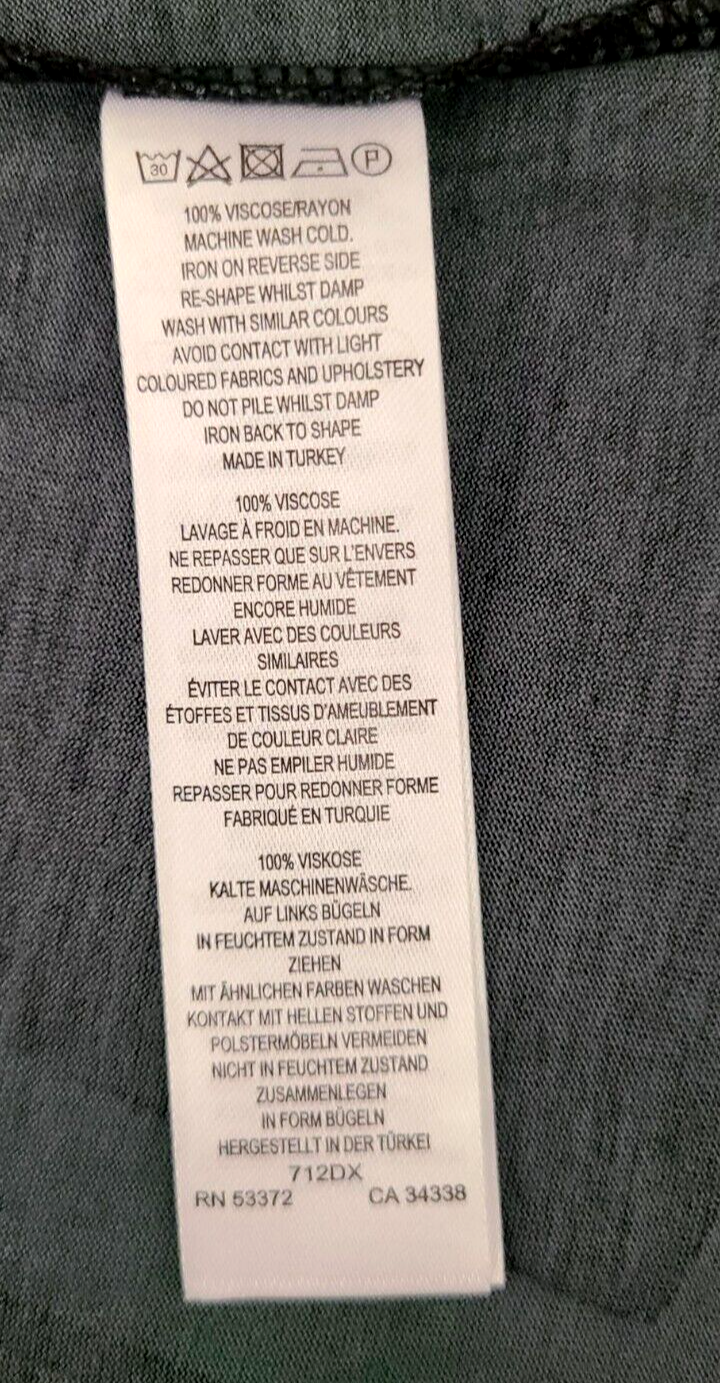 30
P
100% VISCOSE/RAYON
MACHINE WASH COLD.
IRON ON REVERSE SIDE
RE-SHAPE WHILST DAMP
WASH WITH SIMILAR COLOURS
AVOID CONTACT WITH LIGHT
COLOURED FABRICS AND UPHOLSTERY
DO NOT PILE WHILST DAMP
IRON BACK TO SHAPE
MADE IN TURKEY
100% VISCOSE
LAVAGE À FROID EN MACHINE.
NE REPASSER QUE SUR L'ENVERS
REDONNER FORME AU VÊTEMENT
ENCORE HUMIDE
LAVER AVEC DES COULEURS
SIMILAIRES
ÉVITER LE CONTACT AVEC DES
ÉTOFFES ET TISSUS D'AMEUBLEMENT
DE COULEUR CLAIRE
NE PAS EMPILER HUMIDE
REPASSER POUR REDONNER FORME
FABRIQUÉ EN TURQUIE
100% VISKOSE
KALTE MASCHINENWÄSCHE.
AUF LINKS BÜGELN
IN FEUCHTEM ZUSTAND IN FORM
ZIEHEN
MIT ÄHNLICHEN FARBEN WASCHEN
KONTAKT MIT HELLEN STOFFEN UND
POLSTERMÖBELN VERMEIDEN
NICHT IN FEUCHTEM ZUSTAND
ZUSAMMENLEGEN
IN FORM BÜGELN
HERGESTELLT IN DER TÜRKEI
712DX
RN 53372 CA 34338